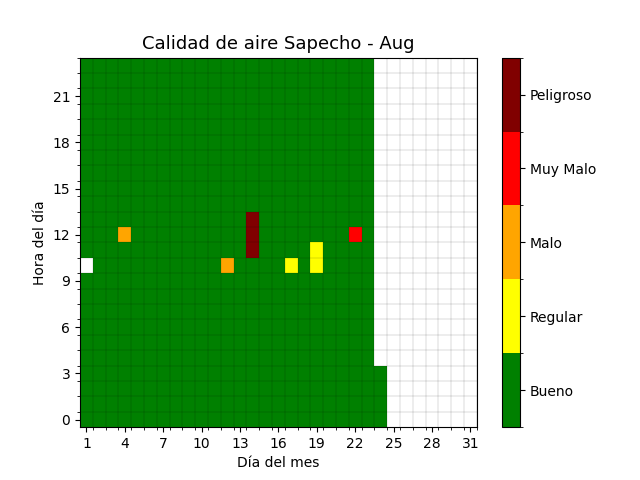 Calidad de aire Sapecho - Aug
Hora del día
21
18
15
12
9
6
3
0
1 4 7 10 13 16 19 22 25 28 31
Día del mes
Peligroso
Muy Malo
Malo
Regular
Bueno